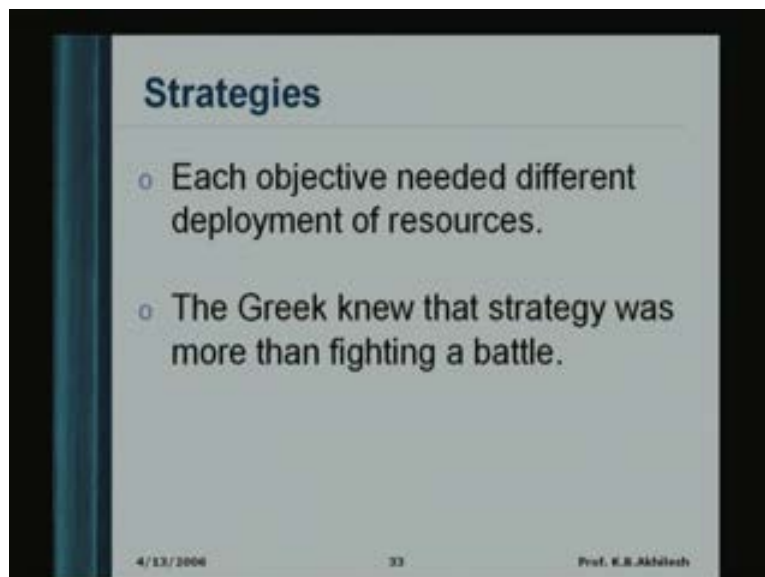 Strategies
o Each objective needed different
deployment of resources.
o The Greek knew that strategy was
more than fighting a battle.
4/13/2006 33 Prof. K.B.Akhilesh